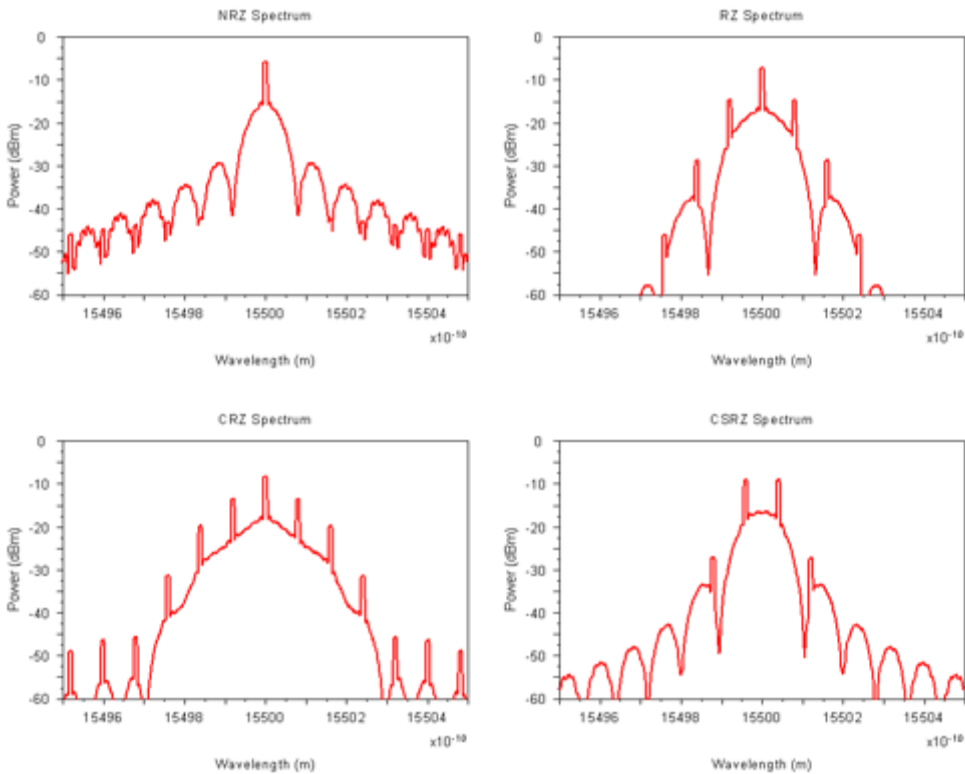 NRZ Spectrum
0
-10
-20
-30
-40
-50
-60
Power (dBm)
15496 15498 15500 15502 15504
x10⁻¹⁰
Wavelength (m)
RZ Spectrum
0
-10
-20
-30
-40
-50
-60
Power (dBm)
15496 15498 15500 15502 15504
x10⁻¹⁰
Wavelength (m)
CRZ Spectrum
0
-10
-20
-30
-40
-50
-60
Power (dBm)
15496 15498 15500 15502 15504
x10⁻¹⁰
Wavelength (m)
CSRZ Spectrum
0
-10
-20
-30
-40
-50
-60
Power (dBm)
15496 15498 15500 15502 15504
x10⁻¹⁰
Wavelength (m)